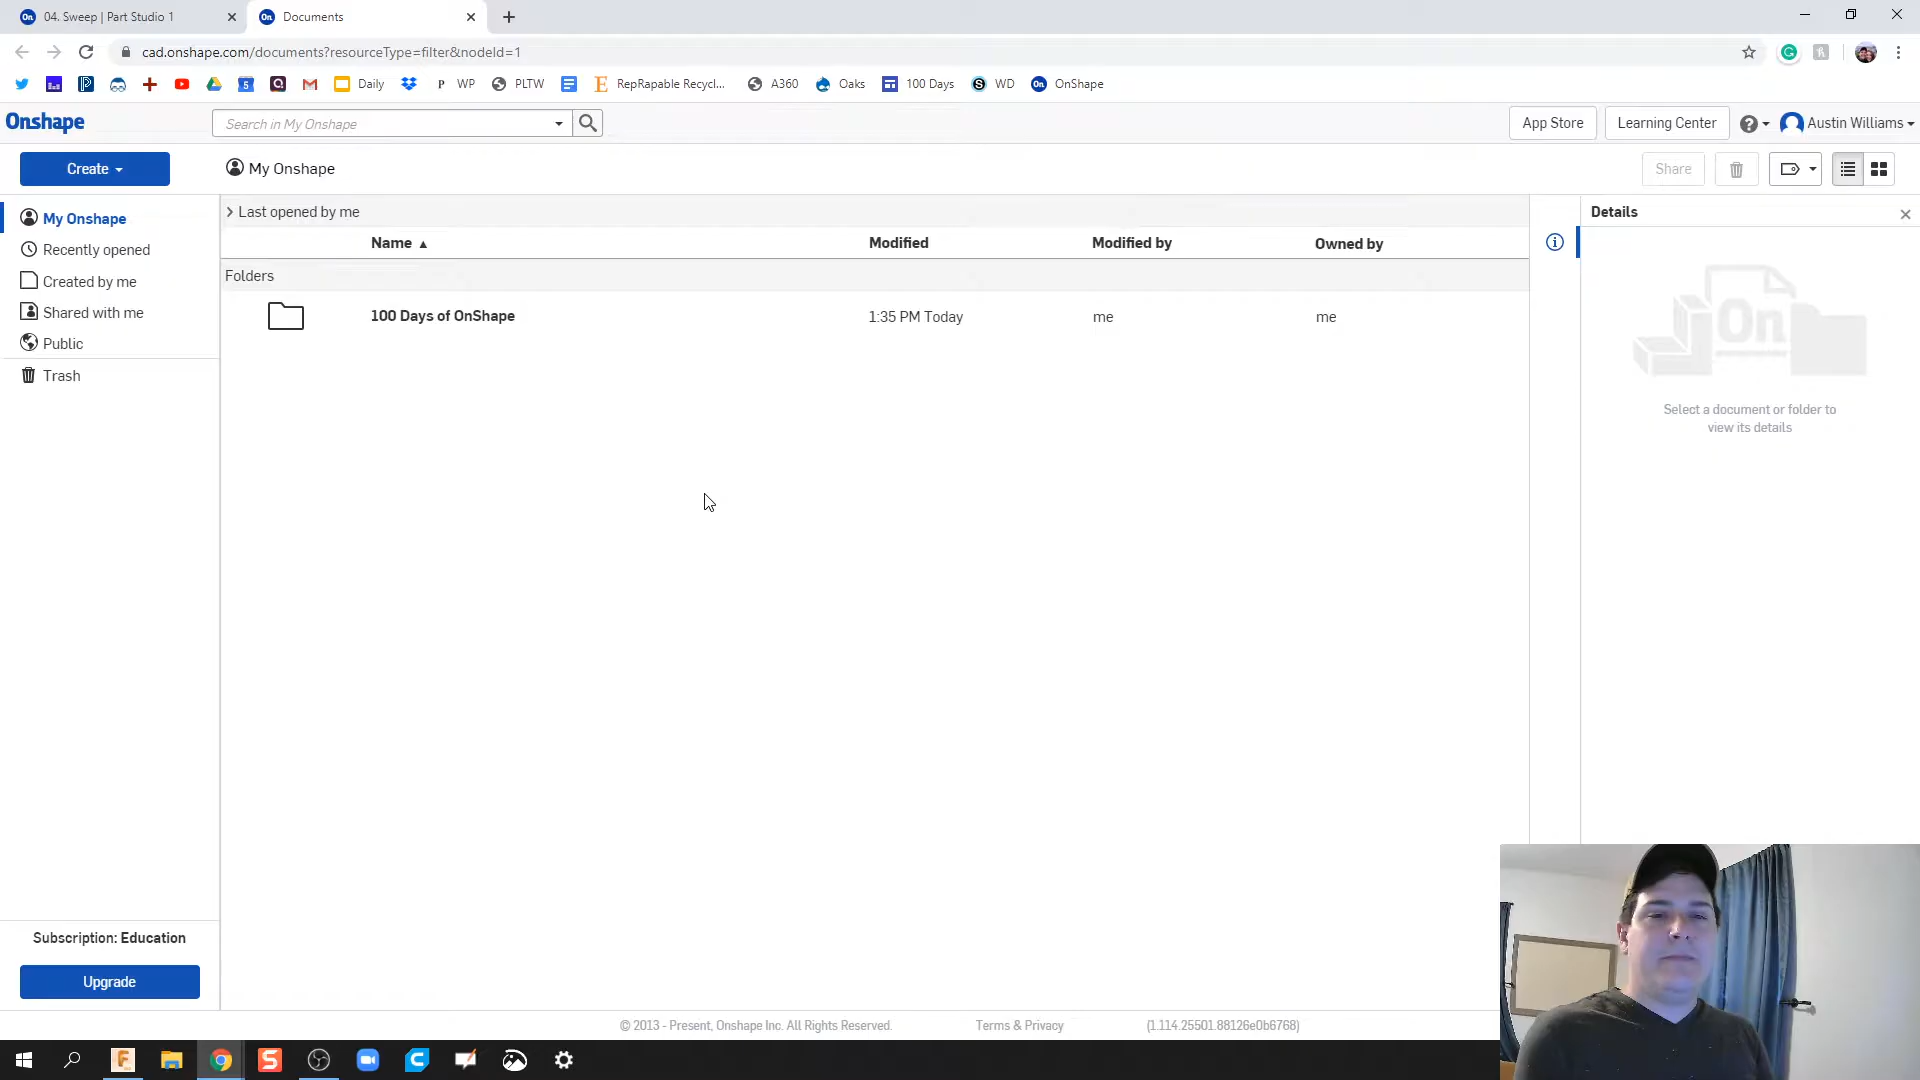 04. Sweep | Part Studio 1
Documents
cad.onshape.com/documents?resourceType=filter&nodeId=1
Daily
WP
PLTW
RepRapable Recycl...
A360
Oaks
100 Days
WD
OnShape
Onshape
Search in My Onshape
App Store
Learning Center
Austin Williams
Create
My Onshape
Share
My Onshape
Recently opened
Created by me
Shared with me
Public
Trash
Last opened by me
Name
Modified
Modified by
Owned by
Folders
100 Days of OnShape
1:35 PM Today
me
me
Details
On
Select a document or folder to
view its details
Subscription: Education
Upgrade
© 2013 - Present, Onshape Inc. All Rights Reserved.
Terms & Privacy
(1.114.25501.88126e0b6768)